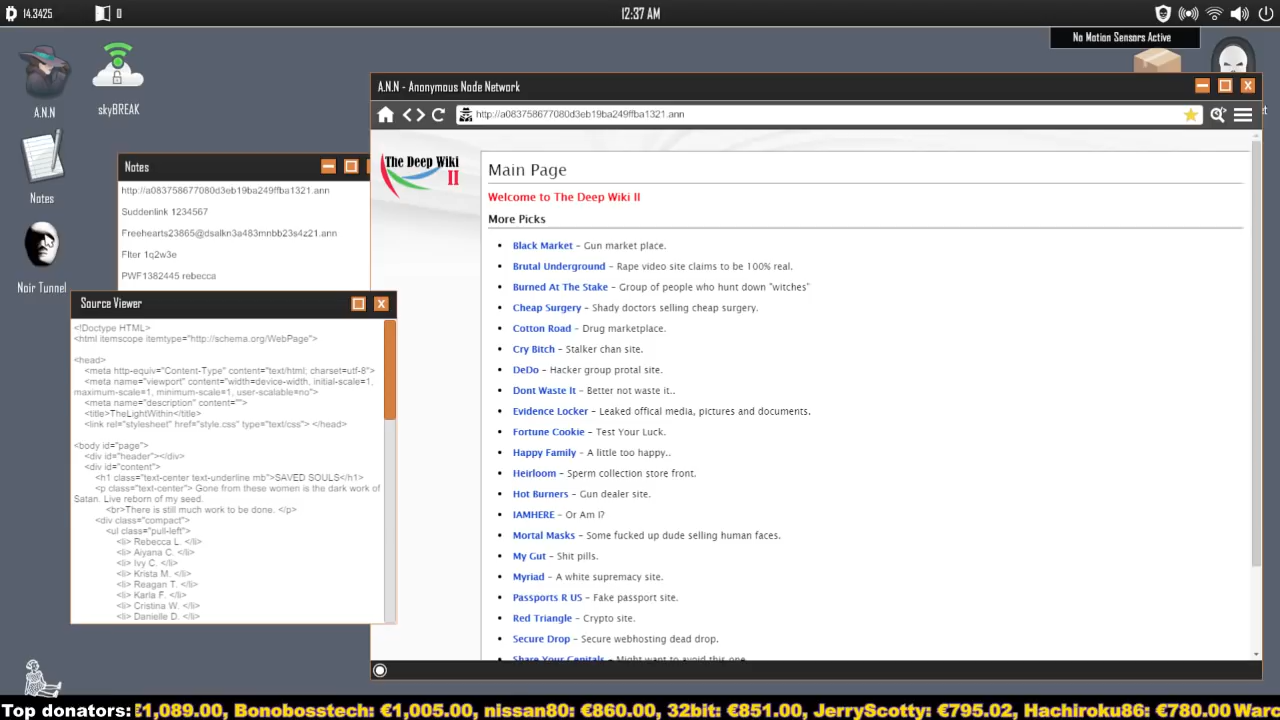 14.3425
0
12:37 AM
No Motion Sensors Active
A.N.N
skyBREAK
Notes
Noir Tunnel
Notes
http://a083758677080d3eb19ba249ffba1321.ann
Suddenlink 1234567
Freehearts23865@dsalkn3a483mnbb23s4z21.ann
Flter 1q2w3e
PWF1382445 rebecca
Source Viewer
<!Doctype HTML>
<html itemscope itemtype="http://schema.org/WebPage">
<head>
<meta http-equiv="Content-Type" content="text/html; charset=utf-8">
<meta name="viewport" content="width=device-width, initial-scale=1,
maximum-scale=1, minimum-scale=1, user-scalable=no">
<meta name="description" content="">
<title>TheLightWithin</title>
<link rel="stylesheet" href="style.css" type="text/css"> </head>
<body id="page">
<div id="header"></div>
<div id="content">
<h1 class="text-center text-underline mb">SAVED SOULS</h1>
<p class="text-center"> Gone from these women is the dark work of
Satan. Live reborn of my seed.
<br>There is still much work to be done. </p>
<div class="compact">
<ul class="pull-left">
<li> Rebecca L. </li>
<li> Aiyana C. </li>
<li> Ivy C. </li>
<li> Krista M. </li>
<li> Reagan T. </li>
<li> Karla F. </li>
<li> Cristina W. </li>
<li> Danielle D. </li>
A.N.N - Anonymous Node Network
http://a083758677080d3eb19ba249ffba1321.ann
The Deep Wiki
II
Main Page
Welcome to The Deep Wiki II
More Picks
Black Market – Gun market place.
Brutal Underground – Rape video site claims to be 100% real.
Burned At The Stake – Group of people who hunt down "witches"
Cheap Surgery – Shady doctors selling cheap surgery.
Cotton Road – Drug marketplace.
Cry Bitch – Stalker chan site.
DeDo – Hacker group protal site.
Dont Waste It – Better not waste it..
Evidence Locker – Leaked offical media, pictures and documents.
Fortune Cookie – Test Your Luck.
Happy Family – A little too happy..
Heirloom – Sperm collection store front.
Hot Burners – Gun dealer site.
IAMHERE – Or Am I?
Mortal Masks – Some fucked up dude selling human faces.
My Gut – Shit pills.
Myriad – A white supremacy site.
Passports R US – Fake passport site.
Red Triangle – Crypto site.
Secure Drop – Secure webhosting dead drop.
Share Your Genitals – Might want to avoid this one
Top donators: €1,089.00, Bonobosstech: €1,005.00, nissan80: €860.00, 32bit: €851.00, JerryScotty: €795.02, Hachiroku86: €780.00 Warc